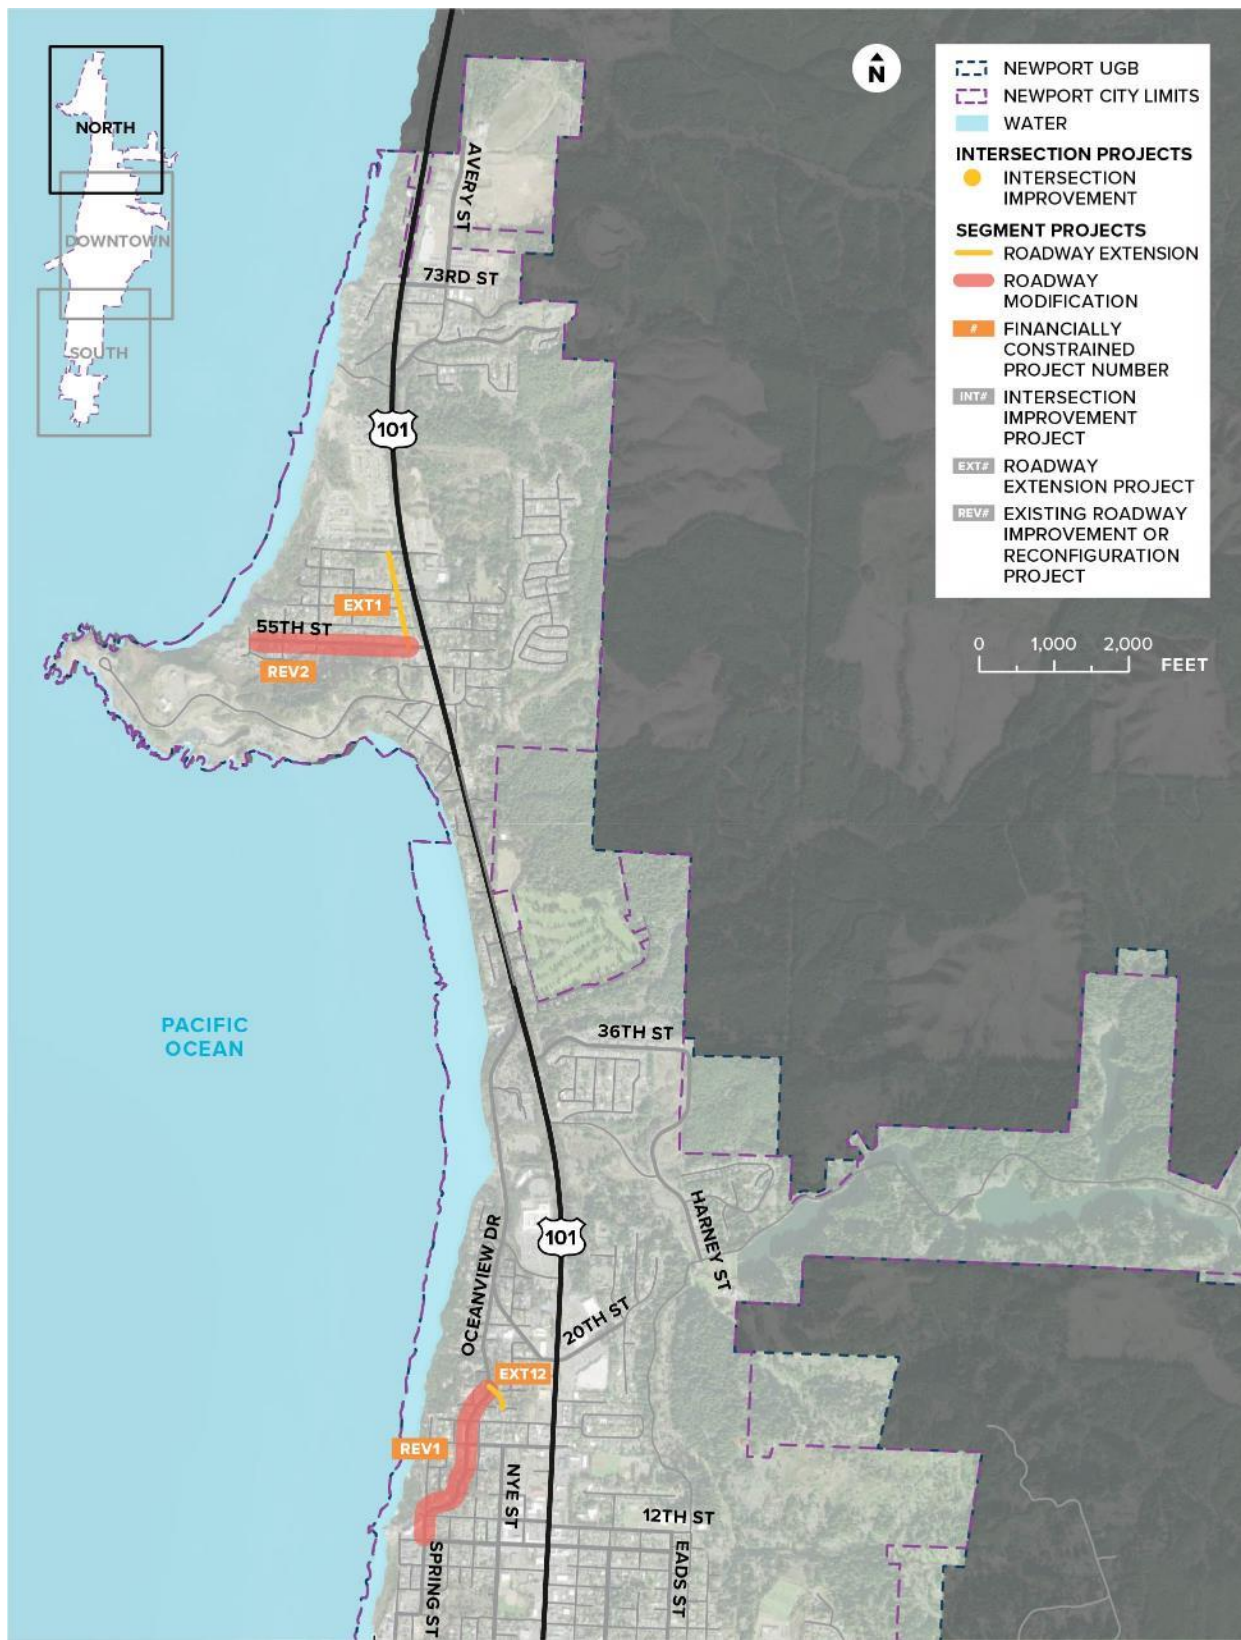 NORTH
DOWNTOWN
SOUTH
N
NEWPORT UGB
NEWPORT CITY LIMITS
WATER
INTERSECTION PROJECTS
INTERSECTION
IMPROVEMENT
SEGMENT PROJECTS
ROADWAY EXTENSION
ROADWAY
MODIFICATION
# FINANCIALLY
CONSTRAINED
PROJECT NUMBER
INT# INTERSECTION
IMPROVEMENT
PROJECT
EXT# ROADWAY
EXTENSION PROJECT
REV# EXISTING ROADWAY
IMPROVEMENT OR
RECONFIGURATION
PROJECT
0 1,000 2,000
FEET
AVERY ST
73RD ST
101
EXT1
55TH ST
REV2
PACIFIC
OCEAN
36TH ST
HARNEY ST
OCEANVIEW DR
101
20TH ST
EXT12
REV1
NYE ST
12TH ST
SPRING ST
EADS ST